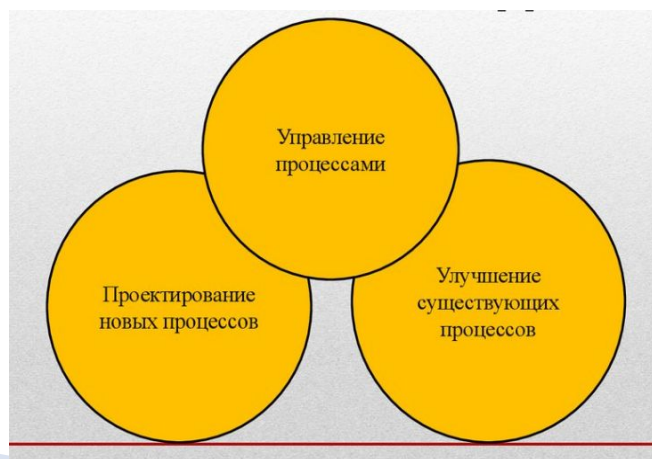 Управление
процессами
Проектирование
новых процессов
Улучшение
существующих
процессов